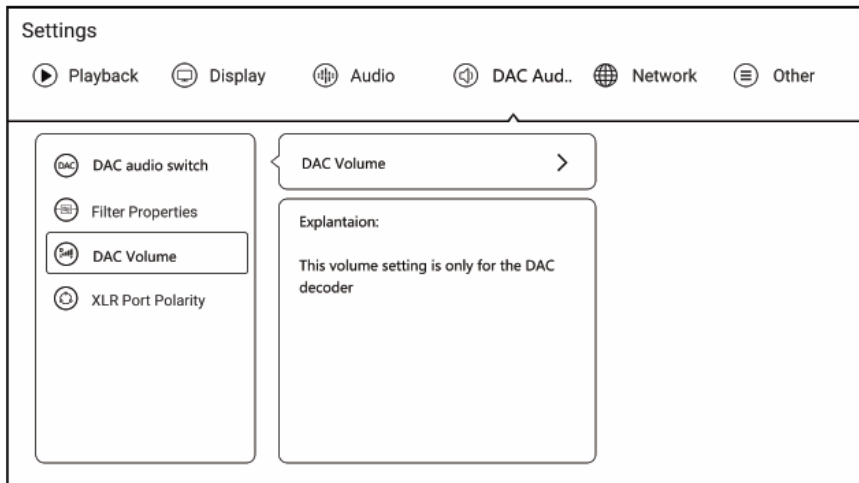 Settings
Playback
Display
Audio
DAC Aud..
Network
Other
DAC
DAC audio switch
Filter Properties
DAC Volume
XLR Port Polarity
DAC Volume
Explantaion:
This volume setting is only for the DAC
decoder